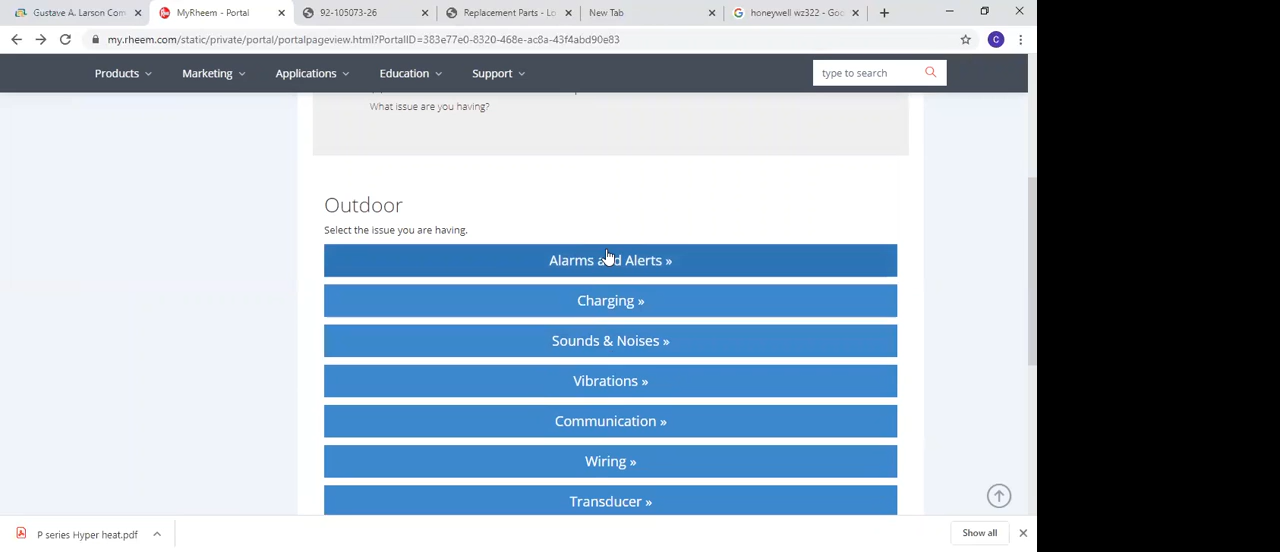 Gustave A. Larson Com
MyRheem - Portal
92-105073-26
Replacement Parts - Lo
New Tab
honeywell wz322 - Goo
my.rheem.com/static/private/portal/portalpageview.html?PortalID=383e77e0-8320-468e-ac8a-43f4abd90e83
C
Products
Marketing
Applications
Education
Support
type to search
What issue are you having?
Outdoor
Select the issue you are having.
Alarms and Alerts »
Charging »
Sounds & Noises »
Vibrations »
Communication »
Wiring »
Transducer »
P series Hyper heat.pdf
Show all